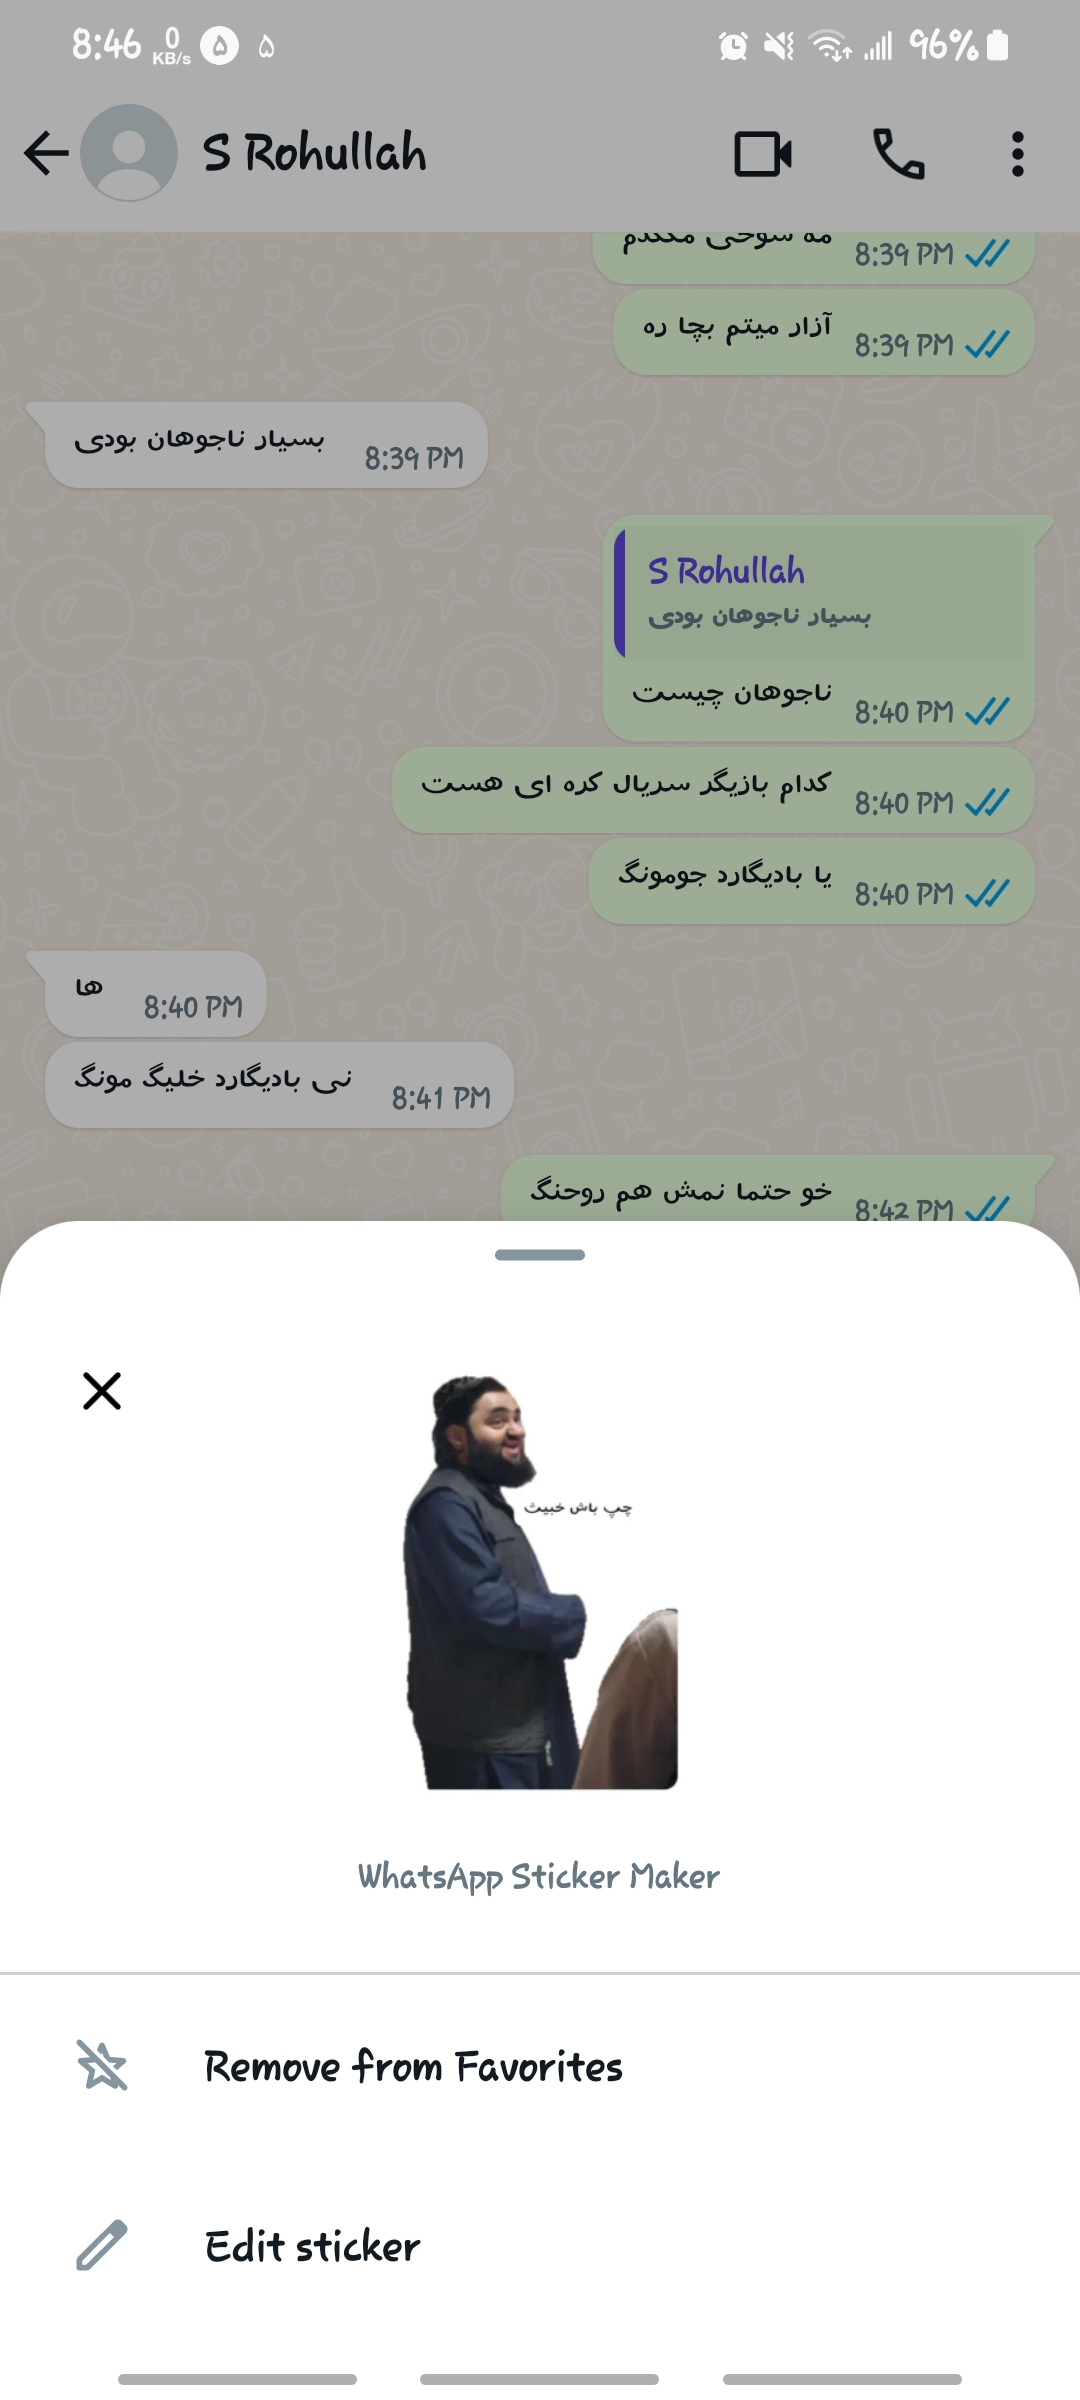 8:46 0 KB/s ۵ ۵ 96%
S Rohullah
مه شوخی میکدم
8:39 PM
آزار میتم بچا ره
8:39 PM
بسیار ناجوهان بودی
8:39 PM
S Rohullah
بسیار ناجوهان بودی
ناجوهان چیست
8:40 PM
کدام بازیگر سریال کره ای هست
8:40 PM
یا بادیگارد جومونگ
8:40 PM
ها
8:40 PM
نی بادیگارد خلیگ مونگ
8:41 PM
خو حتما نمش هم روحنگ
8:42 PM
چپ باش خبیث
WhatsApp Sticker Maker
Remove from Favorites
Edit sticker